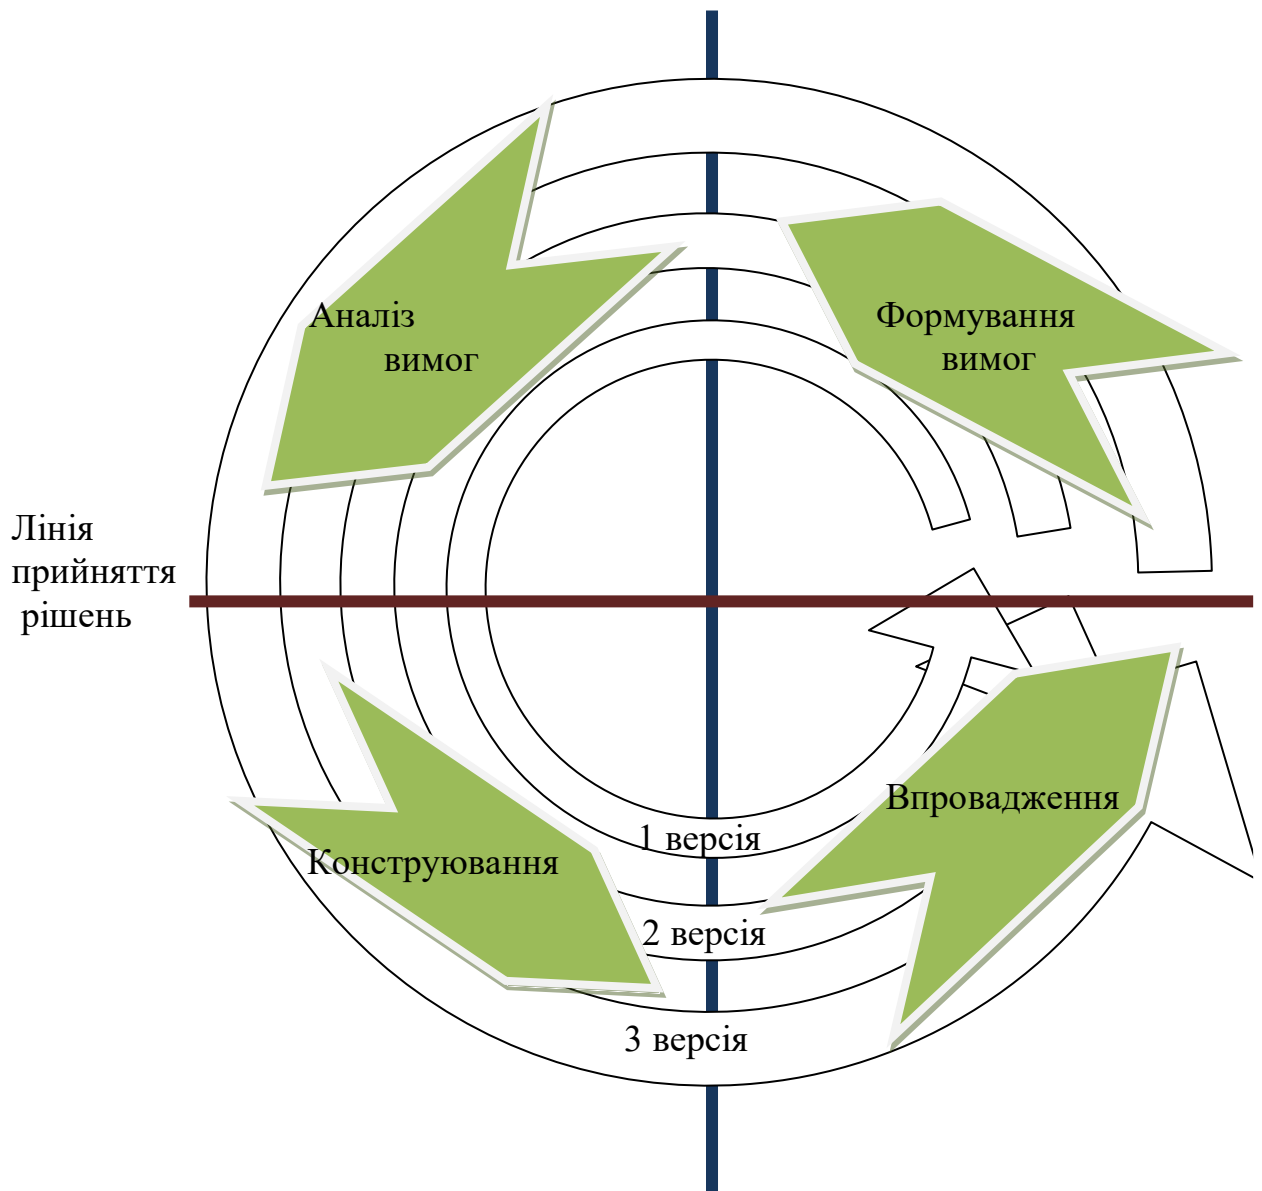 Аналіз
вимог
Формування
вимог
Лінія
прийняття
рішень
Впровадження
1 версія
Конструювання
2 версія
3 версія